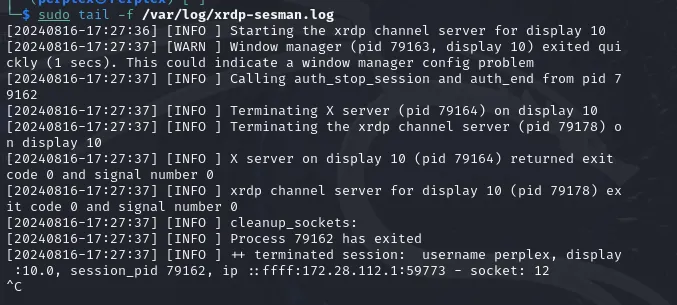 └─$ sudo tail -f /var/log/xrdp-sesman.log
[20240816-17:27:36] [INFO ] Starting the xrdp channel server for display 10
[20240816-17:27:37] [WARN ] Window manager (pid 79163, display 10) exited qui
ckly (1 secs). This could indicate a window manager config problem
[20240816-17:27:37] [INFO ] Calling auth_stop_session and auth_end from pid 7
9162
[20240816-17:27:37] [INFO ] Terminating X server (pid 79164) on display 10
[20240816-17:27:37] [INFO ] Terminating the xrdp channel server (pid 79178) o
n display 10
[20240816-17:27:37] [INFO ] X server on display 10 (pid 79164) returned exit
code 0 and signal number 0
[20240816-17:27:37] [INFO ] xrdp channel server for display 10 (pid 79178) ex
it code 0 and signal number 0
[20240816-17:27:37] [INFO ] cleanup_sockets:
[20240816-17:27:37] [INFO ] Process 79162 has exited
[20240816-17:27:37] [INFO ] ++ terminated session:  username perplex, display
 :10.0, session_pid 79162, ip ::ffff:172.28.112.1:59773 - socket: 12
^C